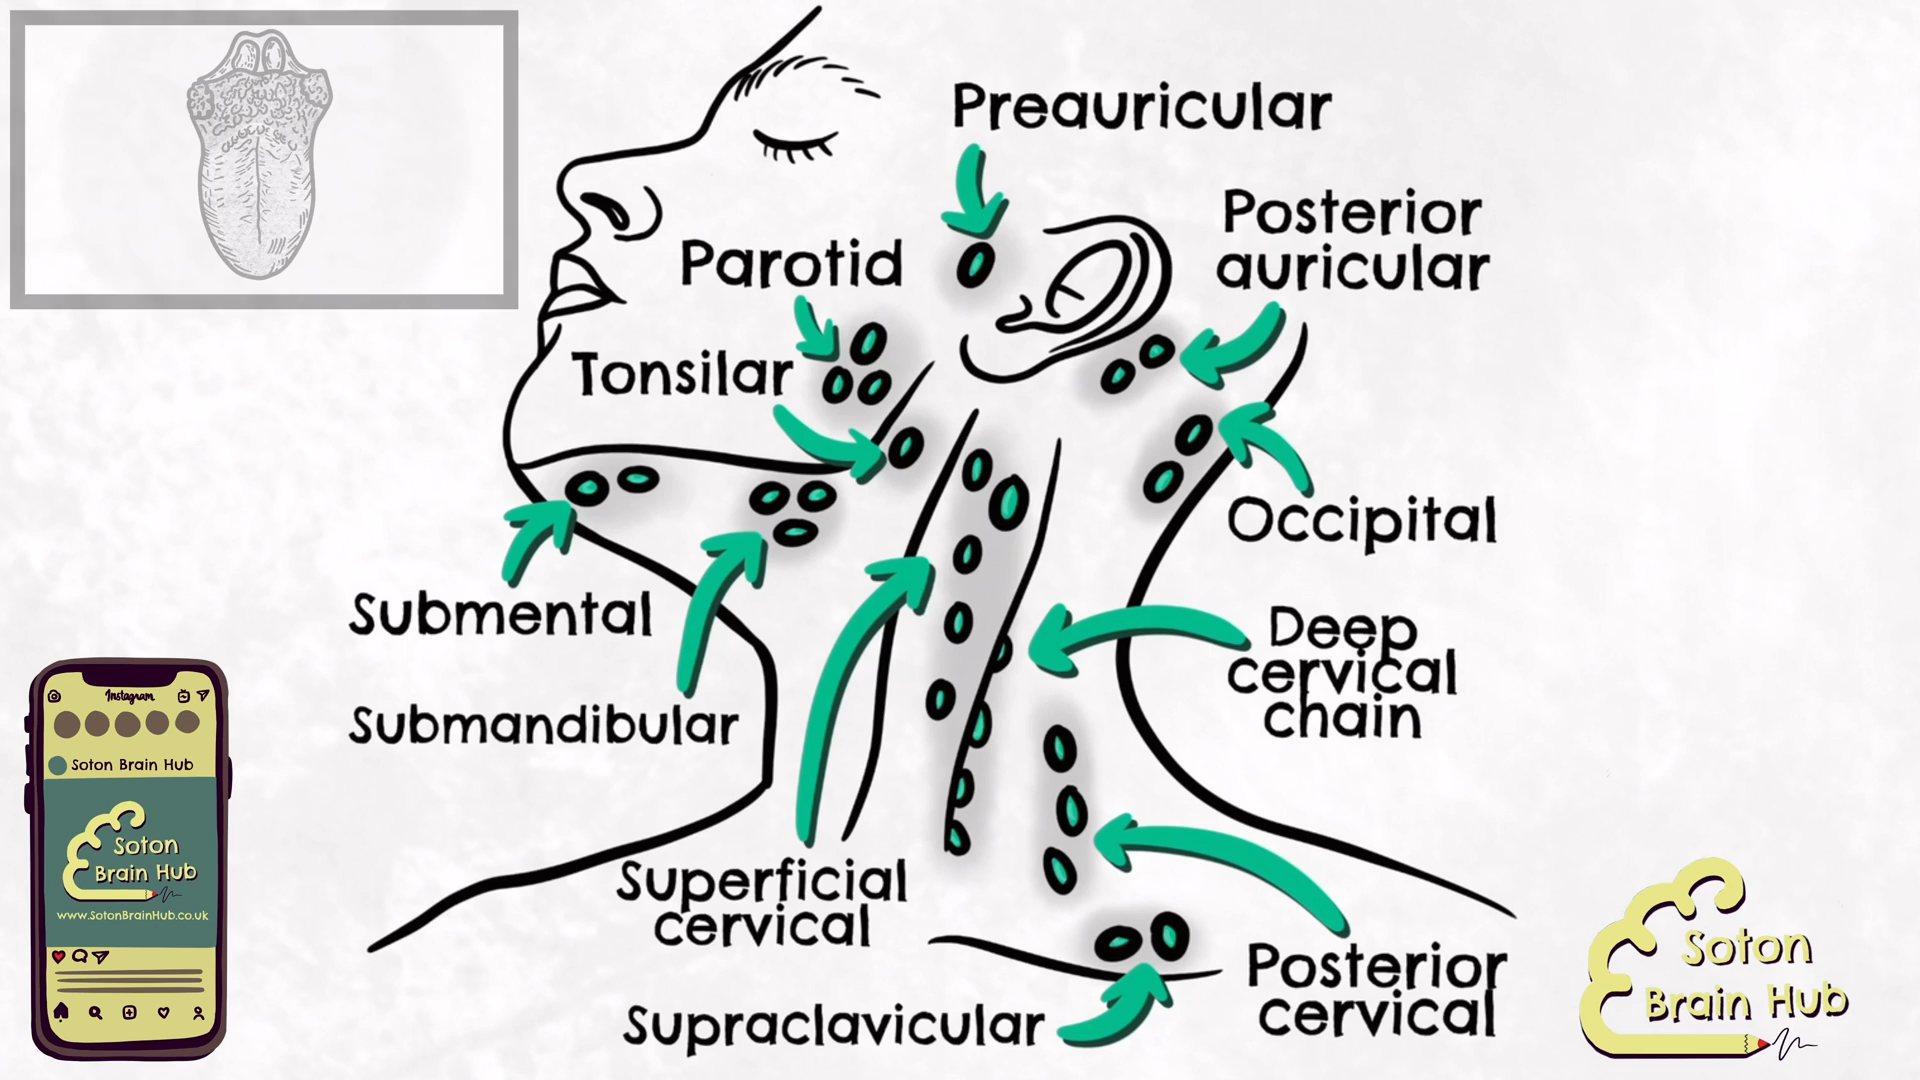 Preauricular
Posterior
auricular
Parotid
Tonsilar
Occipital
Submental
Deep
cervical
chain
Submandibular
Superficial
cervical
Posterior
cervical
Supraclavicular
Instagram
Soton Brain Hub
Soton
Brain Hub
www.SotonBrainHub.co.uk
Soton
Brain Hub